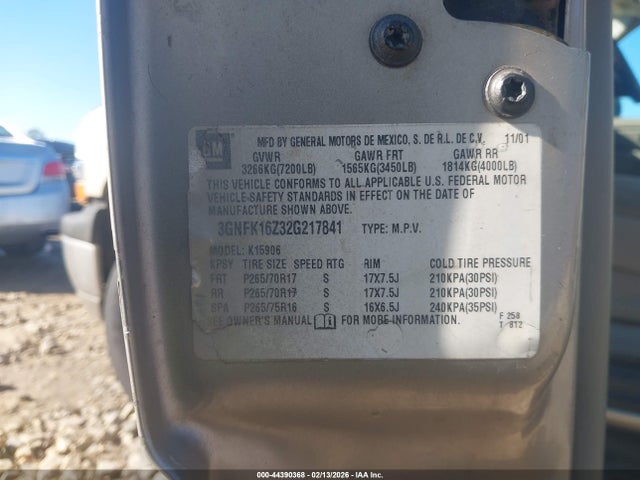 GM
MFD BY GENERAL MOTORS DE MEXICO, S. DE R.L. DE C.V. 11/01
GVWR GAWR FRT GAWR RR
3266KG(7200LB) 1565KG(3450LB) 1814KG(4000LB)
THIS VEHICLE CONFORMS TO ALL APPLICABLE U.S. FEDERAL MOTOR
VEHICLE-SAFETY STANDARDS IN EFFECT ON THE DATE OF
MANUFACTURE SHOWN ABOVE.
3GNFK16Z32G217841 TYPE: M.P.V.
MODEL: K15906
KPSY TIRE SIZE SPEED RTG RIM COLD TIRE PRESSURE
FRT P265/70R17 S 17X7.5J 210KPA(30PSI)
RR P265/70R17 S 17X7.5J 210KPA(30PSI)
SPA P265/75R16 S 16X6.5J 240KPA(35PSI)
EE OWNER'S MANUAL FOR MORE INFORMATION.
F 258
T 812
000-44390368 - 02/13/2026 - IAA Inc.